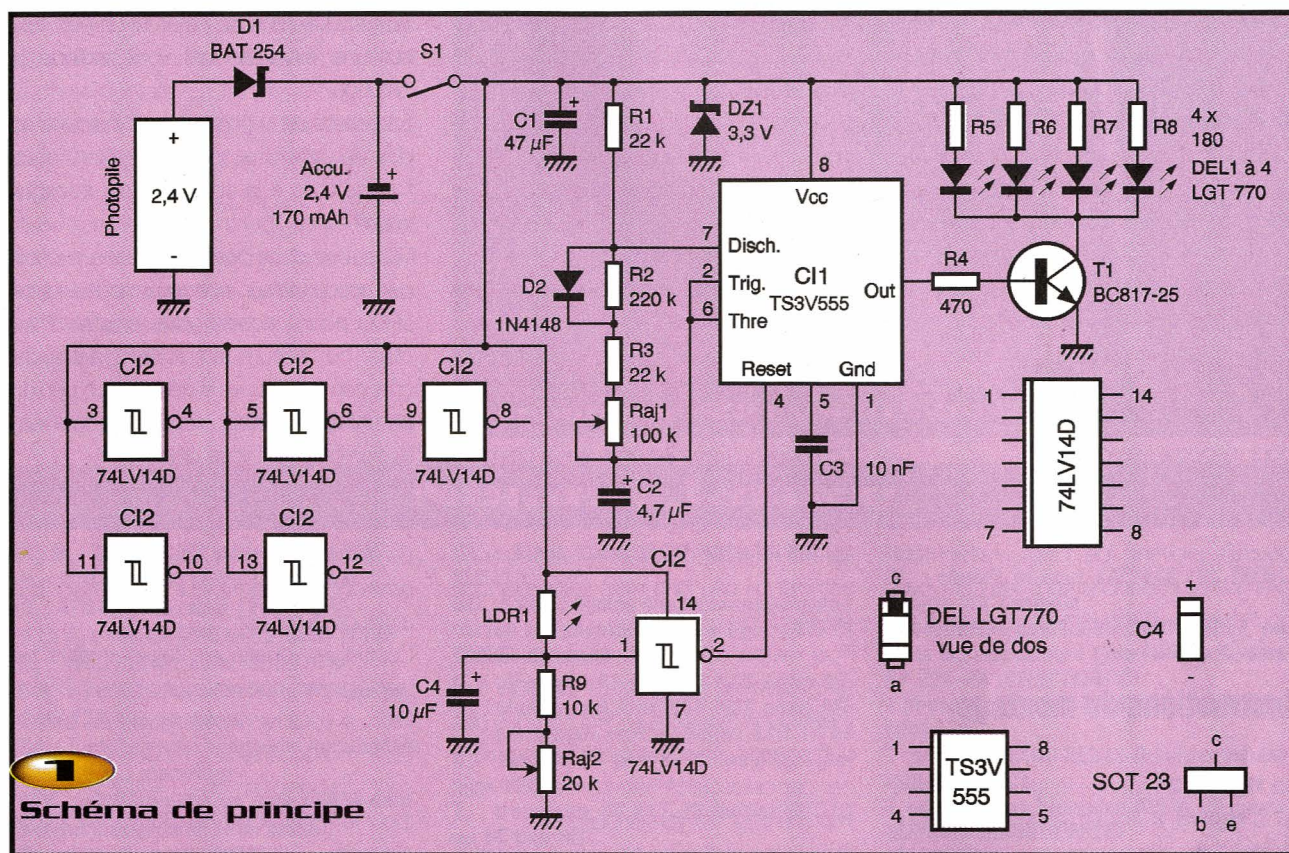 D1
BAT 254
S1
Photopile
+
2,4 V
-
Accu.
2,4 V
170 mAh
+
C1
47 µF
+
R1
22 k
DZ1
3,3 V
R5
R6
R7
R8
4 x
180
DEL1 à 4
LGT 770
8
Vcc
7
Disch.
2
Trig.
6
Thre
CI1
TS3V555
Out
Reset
Gnd
4
5
1
D2
1N4148
R2
220 k
R3
22 k
Raj1
100 k
+
C2
4,7 µF
C3
10 nF
R4
470
T1
BC817-25
CI2
3
4
74LV14D
CI2
5
6
74LV14D
CI2
9
8
74LV14D
CI2
11
10
74LV14D
CI2
13
12
74LV14D
LDR1
CI2
14
1
2
7
74LV14D
C4
10 µF
+
R9
10 k
Raj2
20 k
1
14
74LV14D
7
8
c
DEL LGT770
vue de dos
a
+
C4
-
1
8
TS3V
555
4
5
SOT 23
c
b
e
1
Schéma de principe